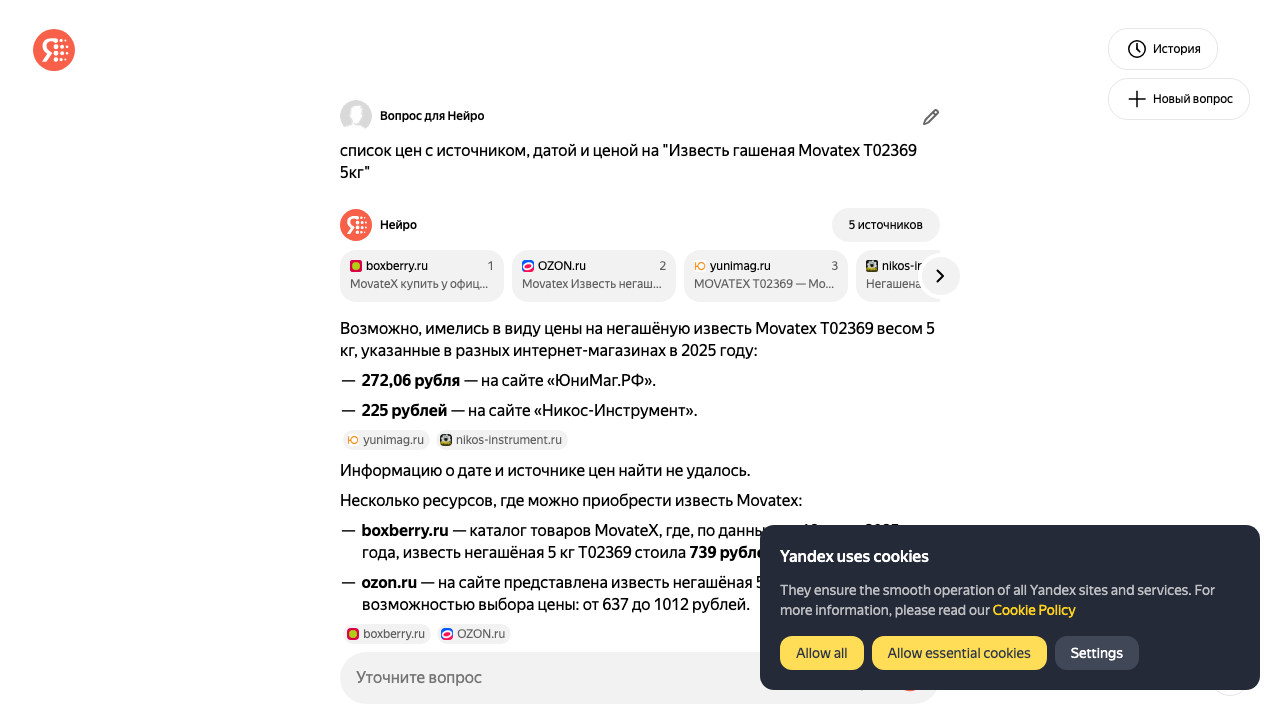 История
Новый вопрос
Вопрос для Нейро
список цен с источником, датой и ценой на "Известь гашеная Movatex T02369
5кг"
Нейро
5 источников
boxberry.ru 1
MovateX купить у офиц...
OZON.ru 2
Movatex Известь негаш...
yunimag.ru 3
MOVATEX T02369 — Mo...
nikos-in
Негашена
Возможно, имелись в виду цены на негашёную известь Movatex T02369 весом 5
кг, указанные в разных интернет-магазинах в 2025 году:
— 272,06 рубля — на сайте «ЮниМаг.РФ».
— 225 рублей — на сайте «Никос-Инструмент».
yunimag.ru nikos-instrument.ru
Информацию о дате и источнике цен найти не удалось.
Несколько ресурсов, где можно приобрести известь Movatex:
— boxberry.ru — каталог товаров MovateX, где, по данны
года, известь негашёная 5 кг T02369 стоила 739 рубле
— ozon.ru — на сайте представлена известь негашёная 5
возможностью выбора цены: от 637 до 1012 рублей.
boxberry.ru OZON.ru
Уточните вопрос
Yandex uses cookies
They ensure the smooth operation of all Yandex sites and services. For
more information, please read our Cookie Policy
Allow all
Allow essential cookies
Settings